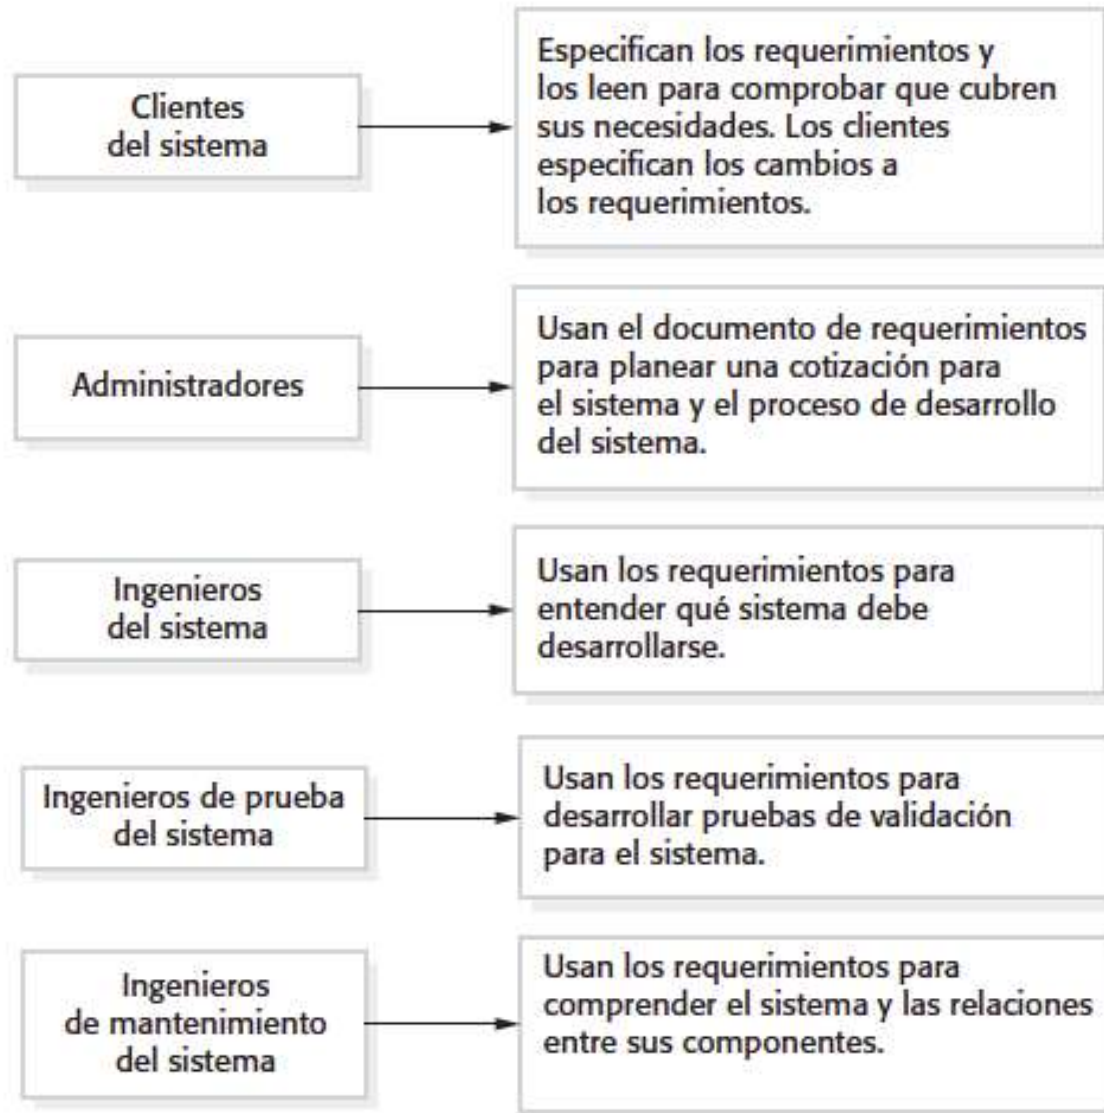 Clientes
del sistema
Especifican los requerimientos y
los leen para comprobar que cubren
sus necesidades. Los clientes
especifican los cambios a
los requerimientos.
Administradores
Usan el documento de requerimientos
para planear una cotización para
el sistema y el proceso de desarrollo
del sistema.
Ingenieros
del sistema
Usan los requerimientos para
entender qué sistema debe
desarrollarse.
Ingenieros de prueba
del sistema
Usan los requerimientos para
desarrollar pruebas de validación
para el sistema.
Ingenieros
de mantenimiento
del sistema
Usan los requerimientos para
comprender el sistema y las relaciones
entre sus componentes.